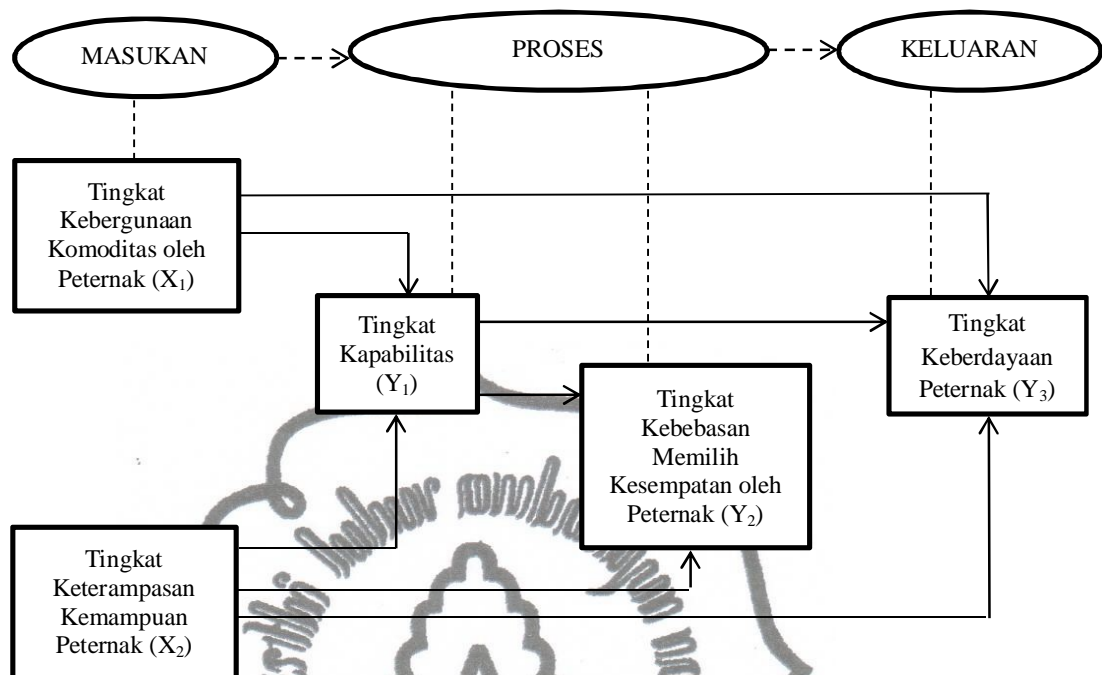 MASUKAN
PROSES
KELUARAN
Tingkat
Kebergunaan
Komoditas oleh
Peternak (X₁)
Tingkat
Kapabilitas
(Y₁)
Tingkat
Keberdayaan
Peternak (Y₃)
Tingkat
Kebebasan
Memilih
Kesempatan oleh
Peternak (Y₂)
Tingkat
Keterampasan
Kemampuan
Peternak (X₂)